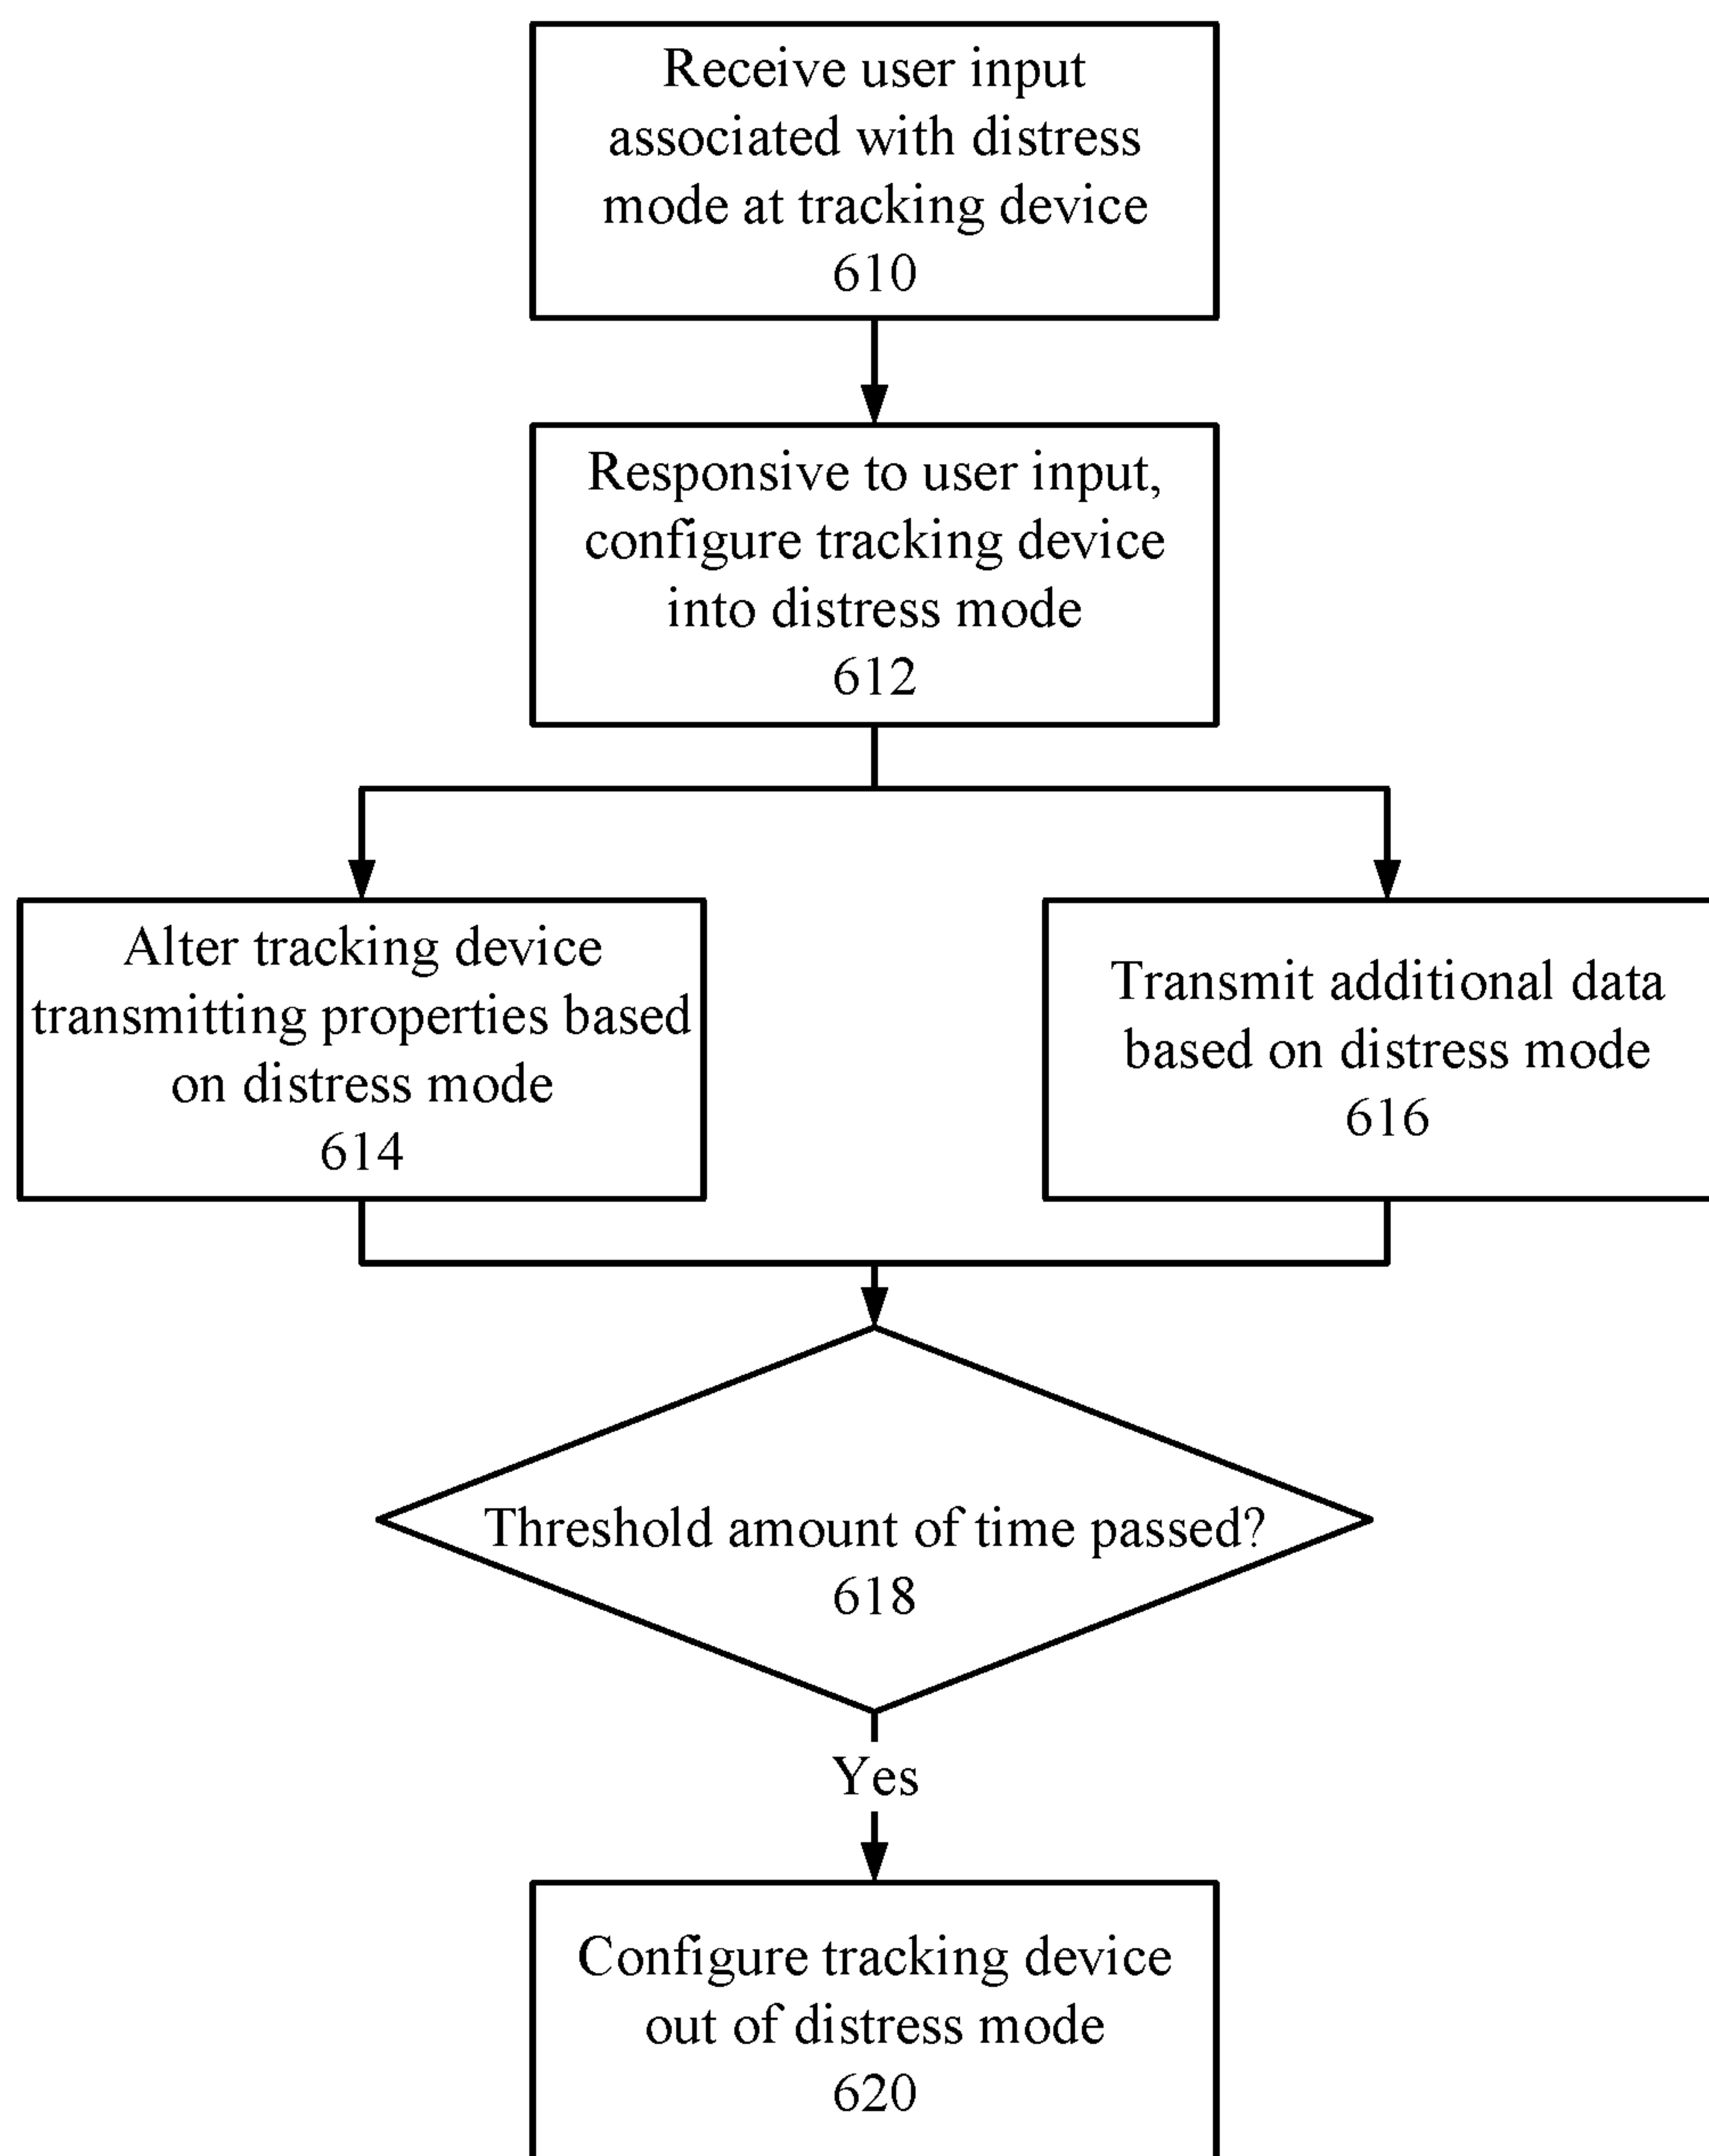 Receive user input
associated with distress
mode at tracking device
610
Responsive to user input,
configure tracking device
into distress mode
612
Alter tracking device
transmitting properties based
on distress mode
614
Transmit additional data
based on distress mode
616
Threshold amount of time passed?
618
Yes
Configure tracking device
out of distress mode
620